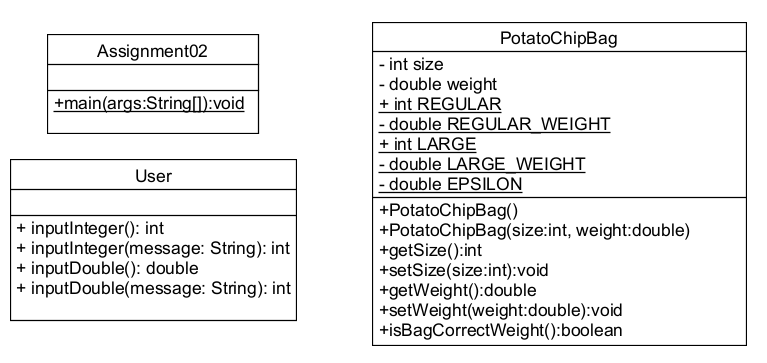 Assignment02
+main(args:String[]):void
User
+ inputInteger(): int
+ inputInteger(message: String): int
+ inputDouble(): double
+ inputDouble(message: String): int
PotatoChipBag
- int size
- double weight
+ int REGULAR
- double REGULAR_WEIGHT
+ int LARGE
- double LARGE_WEIGHT
- double EPSILON
+PotatoChipBag()
+PotatoChipBag(size:int, weight:double)
+getSize():int
+setSize(size:int):void
+getWeight():double
+setWeight(weight:double):void
+isBagCorrectWeight():boolean